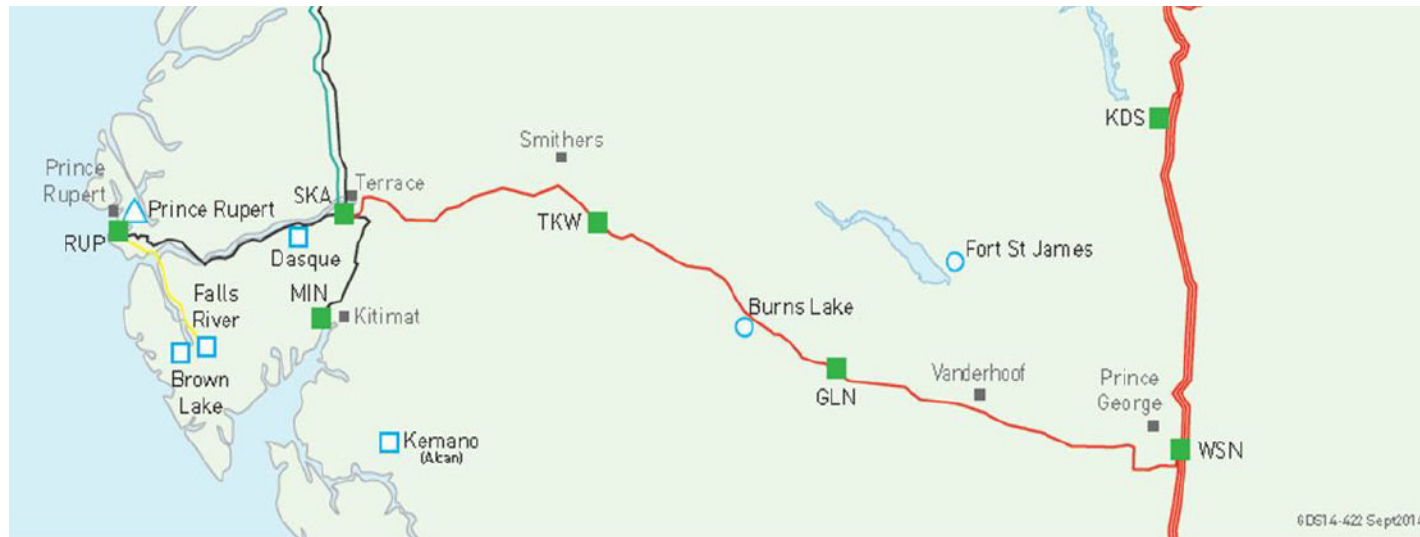 KDS
Smithers
Prince
Rupert
Prince Rupert
SKA
Terrace
RUP
TKW
Dasque
Fort St James
Falls
River
MIN
Kitimat
Burns Lake
Brown
Lake
GLN
Vanderhoof
Prince
George
Kemano
(Alcan)
WSN
GDS14-422 Sept2014